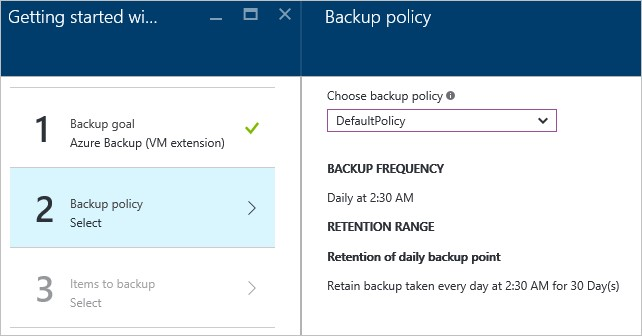 Getting started wi...
1
Backup goal
Azure Backup (VM extension)
2
Backup policy
Select
3
Items to backup
Select
Backup policy
Choose backup policy
DefaultPolicy
BACKUP FREQUENCY
Daily at 2:30 AM
RETENTION RANGE
Retention of daily backup point
Retain backup taken every day at 2:30 AM for 30 Day(s)